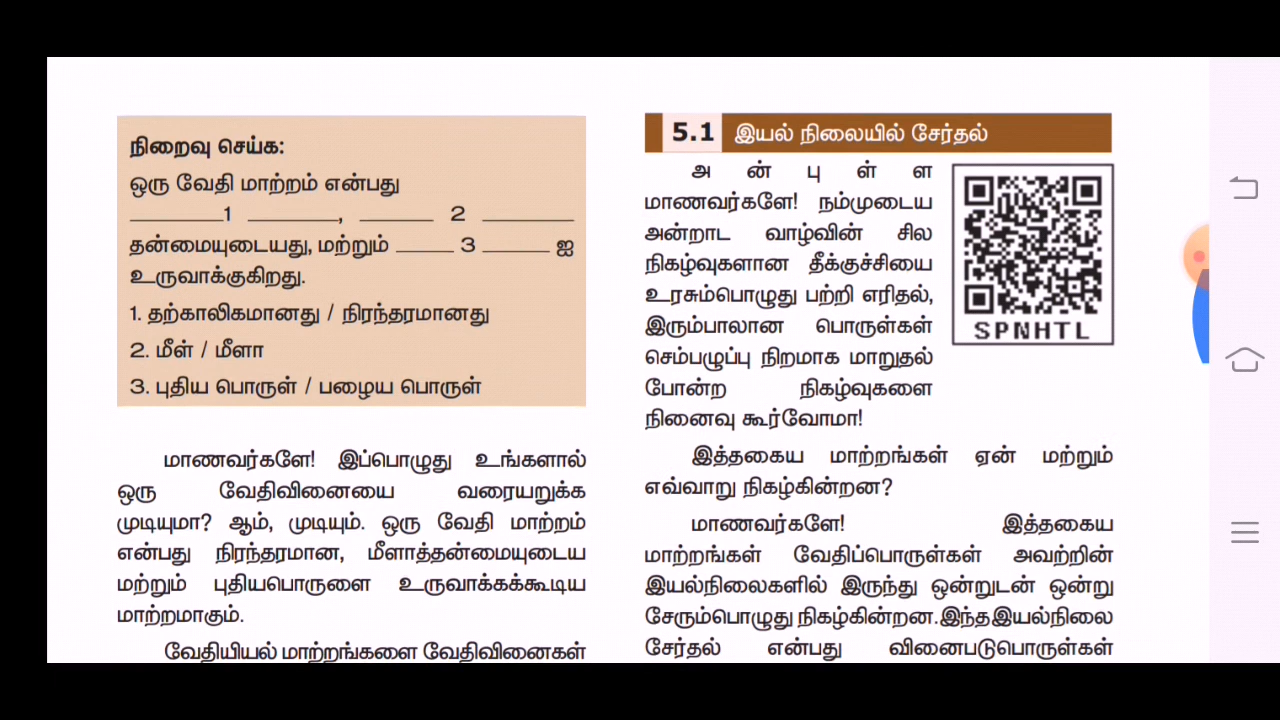 நிறைவு செய்க:
ஒரு வேதி மாற்றம் என்பது
________1 ________, ______ 2 ________
தன்மையுடையது, மற்றும் _____ 3 ______ ஐ
உருவாக்குகிறது.
1. தற்காலிகமானது / நிரந்தரமானது
2. மீள் / மீளா
3. புதிய பொருள் / பழைய பொருள்
மாணவர்களே! இப்பொழுது உங்களால்
ஒரு வேதிவினையை வரையறுக்க
முடியுமா? ஆம், முடியும். ஒரு வேதி மாற்றம்
என்பது நிரந்தரமான, மீளாத்தன்மையுடைய
மற்றும் புதியபொருளை உருவாக்கக்கூடிய
மாற்றமாகும்.
வேதியியல் மாற்றங்களை வேதிவினைகள்
5.1 இயல் நிலையில் சேர்தல்
அ ன் பு ள் ள
மாணவர்களே! நம்முடைய
அன்றாட வாழ்வின் சில
நிகழ்வுகளான தீக்குச்சியை
உரசும்பொழுது பற்றி எரிதல்,
இரும்பாலான பொருள்கள்
செம்பழுப்பு நிறமாக மாறுதல்
போன்ற நிகழ்வுகளை
நினைவு கூர்வோமா!
SPNHTL
இத்தகைய மாற்றங்கள் ஏன் மற்றும்
எவ்வாறு நிகழ்கின்றன?
மாணவர்களே! இத்தகைய
மாற்றங்கள் வேதிப்பொருள்கள் அவற்றின்
இயல்நிலைகளில் இருந்து ஒன்றுடன் ஒன்று
சேரும்பொழுது நிகழ்கின்றன.இந்தஇயல்நிலை
சேர்தல் என்பது வினைபடுபொருள்கள்